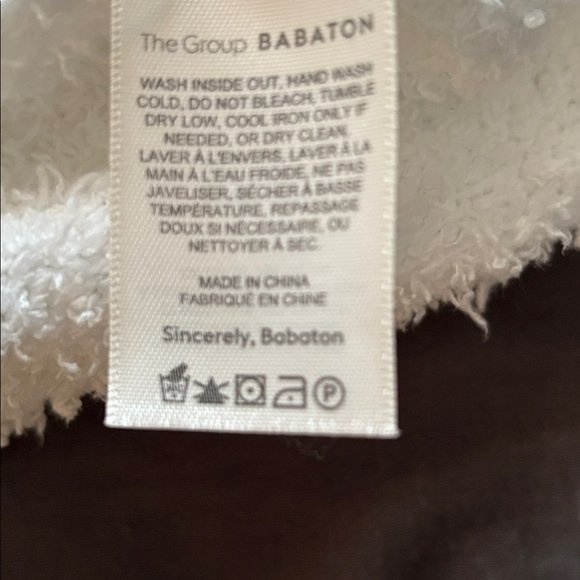 The Group BABATON
WASH INSIDE OUT, HAND WASH
COLD, DO NOT BLEACH, TUMBLE
DRY LOW, COOL IRON ONLY IF
NEEDED, OR DRY CLEAN.
LAVER À L'ENVERS, LAVER À LA
MAIN À L'EAU FROIDE, NE PAS
JAVELISER, SÉCHER À BASSE
TEMPÉRATURE, REPASSAGE
DOUX SI NÉCESSAIRE, OU
NETTOYER À SEC.
MADE IN CHINA
FABRIQUÉ EN CHINE
Sincerely, Babaton
P